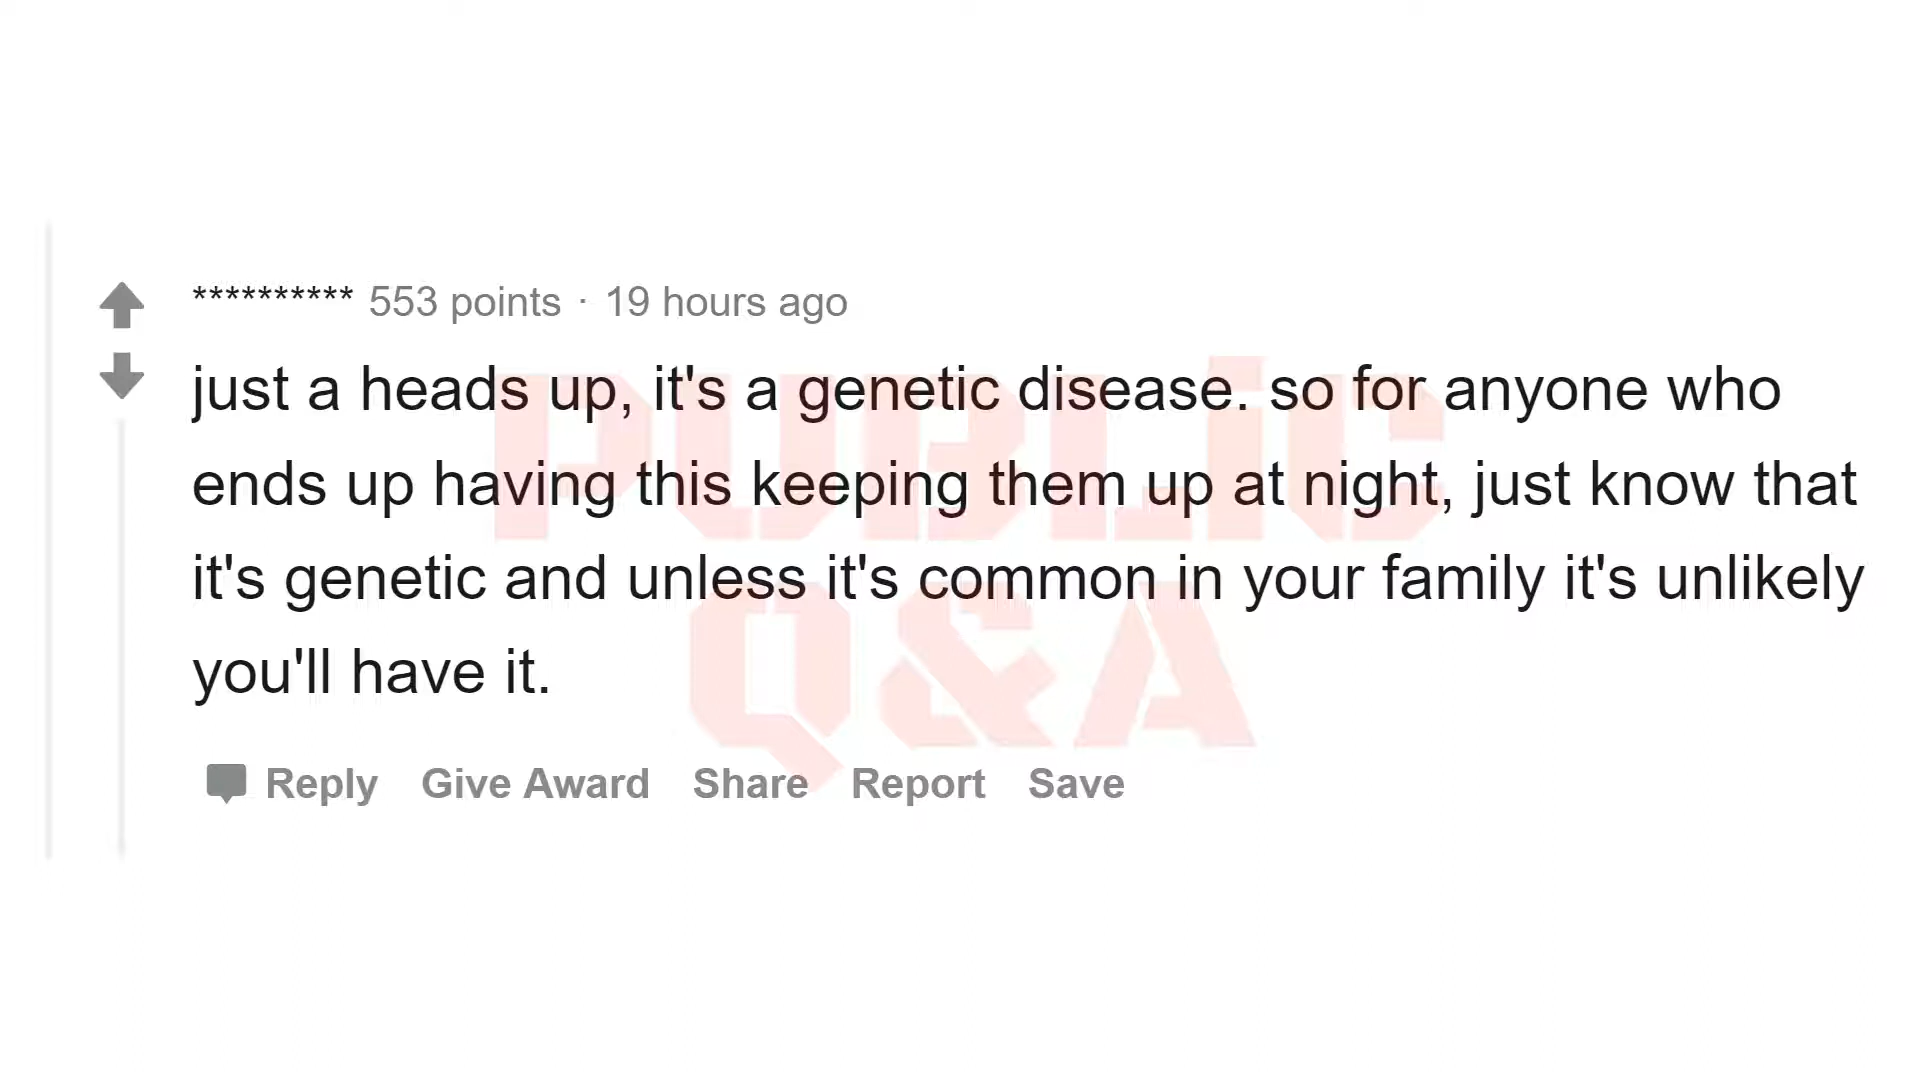 ********** 553 points · 19 hours ago
just a heads up, it's a genetic disease. so for anyone who
ends up having this keeping them up at night, just know that
it's genetic and unless it's common in your family it's unlikely
you'll have it.
Reply Give Award Share Report Save
PUBLiC
Q&A